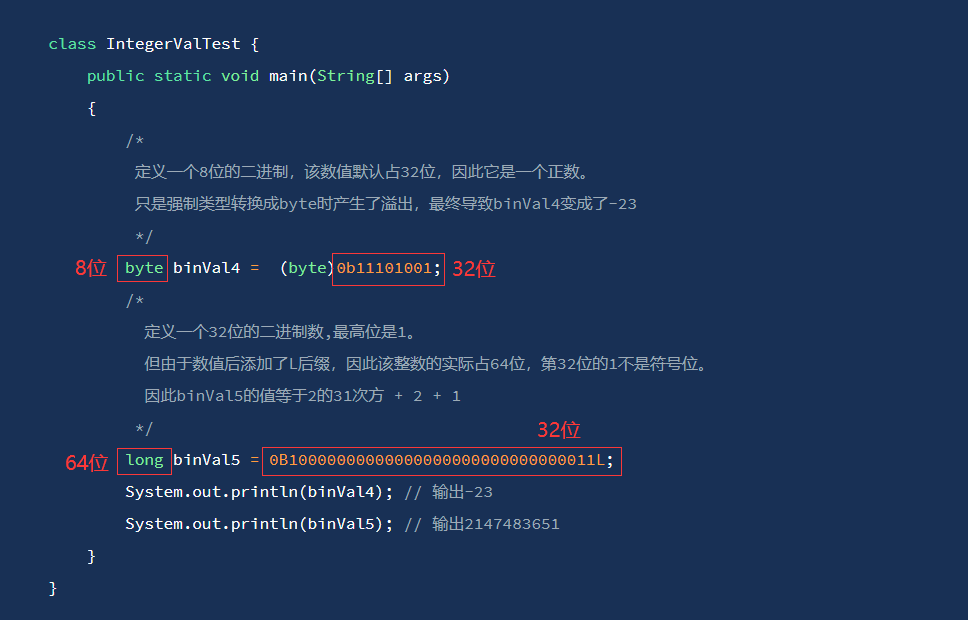 class IntegerValTest {
public static void main(String[] args)
{
/*
定义一个8位的二进制，该数值默认占32位，因此它是一个正数。
只是强制类型转换成byte时产生了溢出，最终导致binVal4变成了-23
*/
8位 byte binVal4 = (byte)0b11101001; 32位
/*
定义一个32位的二进制数,最高位是1。
但由于数值后添加了L后缀，因此该整数的实际占64位，第32位的1不是符号位。
因此binVal5的值等于2的31次方 + 2 + 1
*/
32位
64位 long binVal5 = 0B10000000000000000000000000000011L;
System.out.println(binVal4); // 输出-23
System.out.println(binVal5); // 输出2147483651
}
}